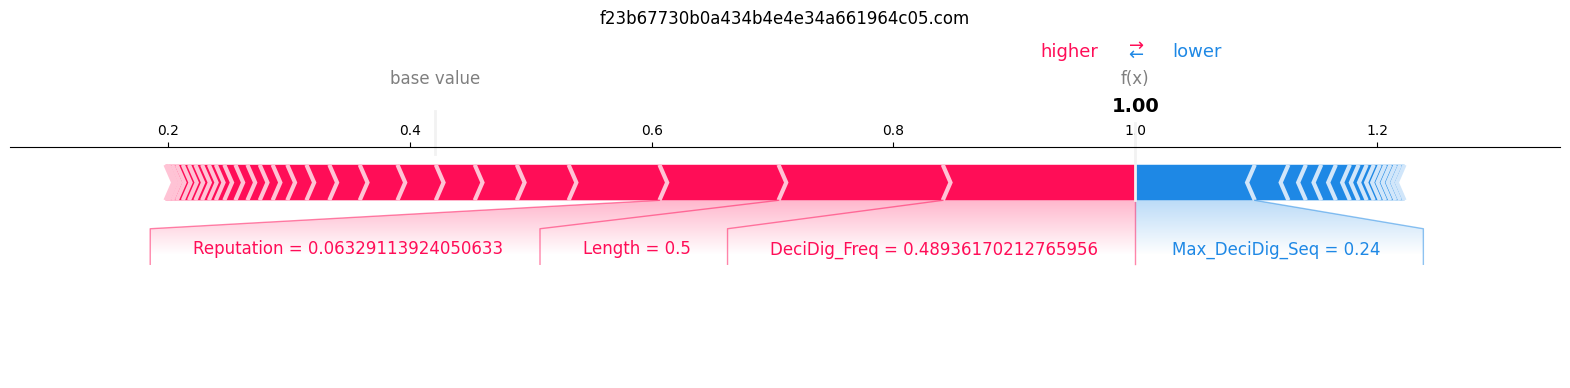 f23b67730b0a434b4e4e34a661964c05.com
higher ⇄ lower
base value f(x)
1.00
0.2 0.4 0.6 0.8 1.0 1.2
Reputation = 0.06329113924050633 Length = 0.5 DeciDig_Freq = 0.48936170212765956 Max_DeciDig_Seq = 0.24